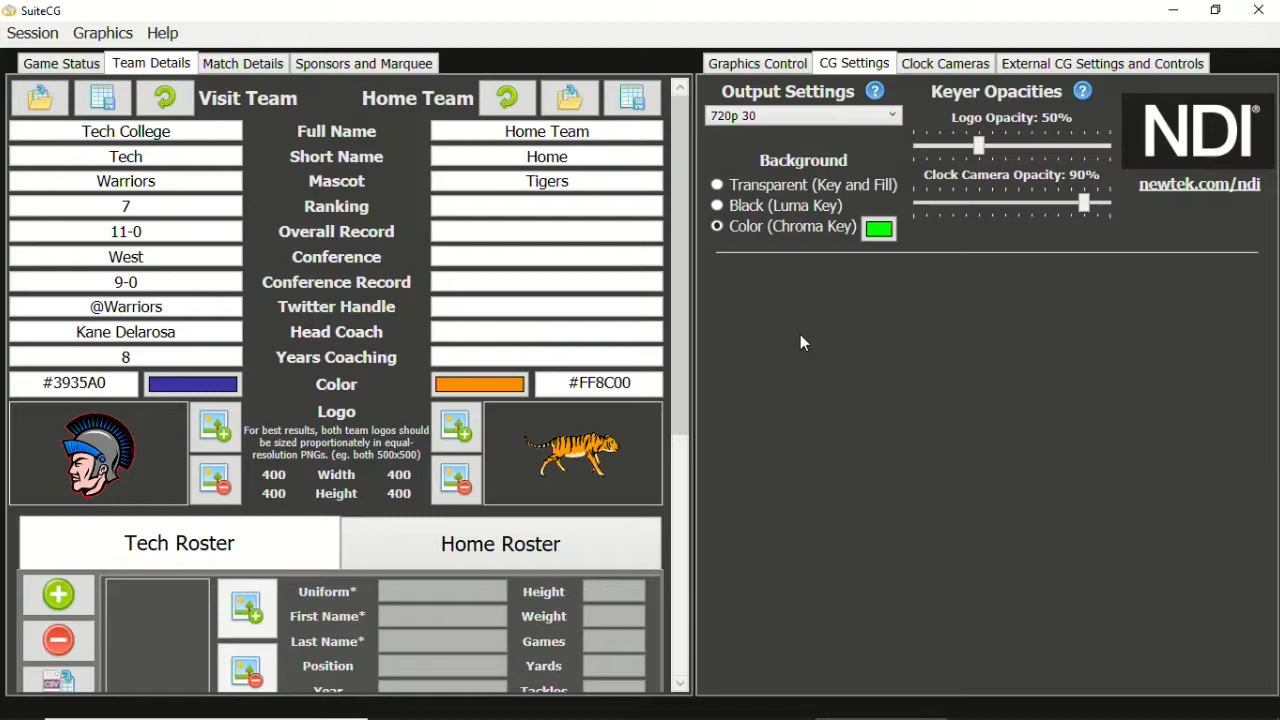 SuiteCG
Session Graphics Help
Game Status Team Details Match Details Sponsors and Marquee
Visit Team Home Team
Tech College Full Name Home Team
Tech Short Name Home
Warriors Mascot Tigers
7 Ranking
11-0 Overall Record
West Conference
9-0 Conference Record
@Warriors Twitter Handle
Kane Delarosa Head Coach
8 Years Coaching
#3935A0 Color #FF8C00
Logo
For best results, both team logos should
be sized proportionately in equal-
resolution PNGs. (eg. both 500x500)
400 Width 400
400 Height 400
Tech Roster Home Roster
Uniform* Height
First Name* Weight
Last Name* Games
Position Yards
Year Tackles
CSV
Graphics Control CG Settings Clock Cameras External CG Settings and Controls
Output Settings ? Keyer Opacities ?
720p 30
Logo Opacity: 50%
Background
Transparent (Key and Fill)
Black (Luma Key)
Color (Chroma Key)
Clock Camera Opacity: 90%
NDI®
newtek.com/ndi